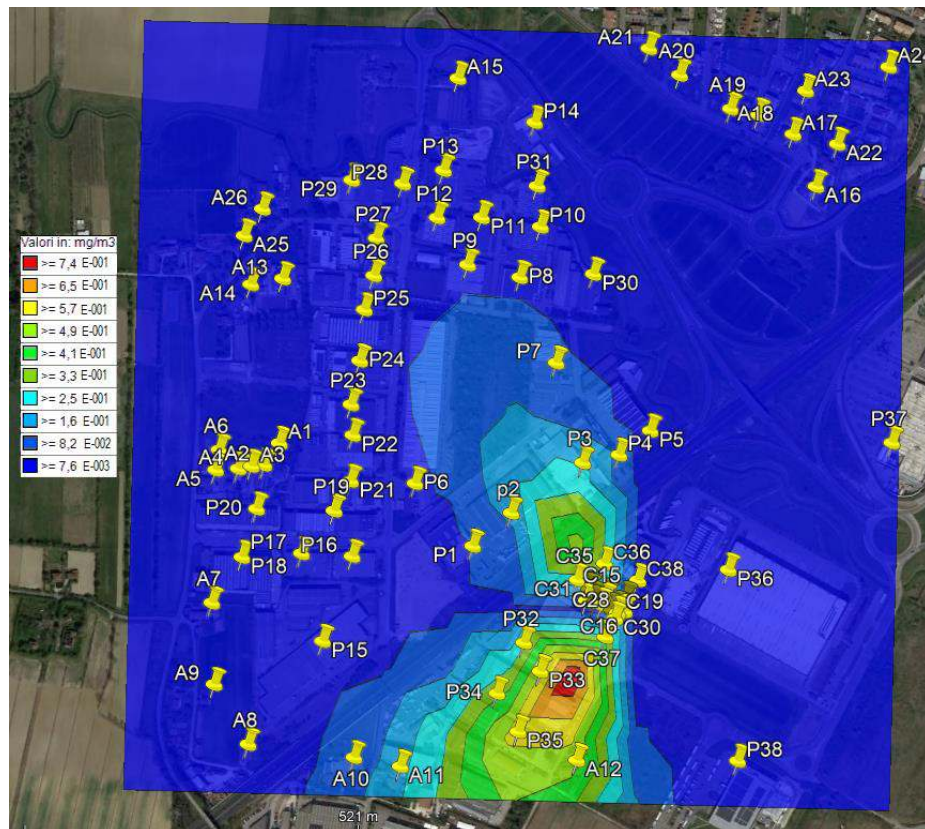 A21
A20
A24
A15
A19
A23
A18
A17
P14
A22
P13
P31
A16
P29
P28
P12
A26
P11
P10
P27
A25
P9
P26
Valori in: mg/m3
>= 7,4 E-001
>= 6,5 E-001
>= 5,7 E-001
>= 4,9 E-001
>= 4,1 E-001
>= 3,3 E-001
>= 2,5 E-001
>= 1,6 E-001
>= 8,2 E-002
>= 7,6 E-003
A13
A14
P8
P30
P25
P24
P7
P23
P22
A6
A1
A4
A2
A3
A5
P3
P4
P5
P37
P19
P21
P6
P20
p2
P17
P16
P18
P1
C35
C36
C15
C38
P36
C31
C28
C19
A7
C16
C30
P32
P15
C37
A9
P34
P33
A8
P35
A10
A11
A12
P38
521 m